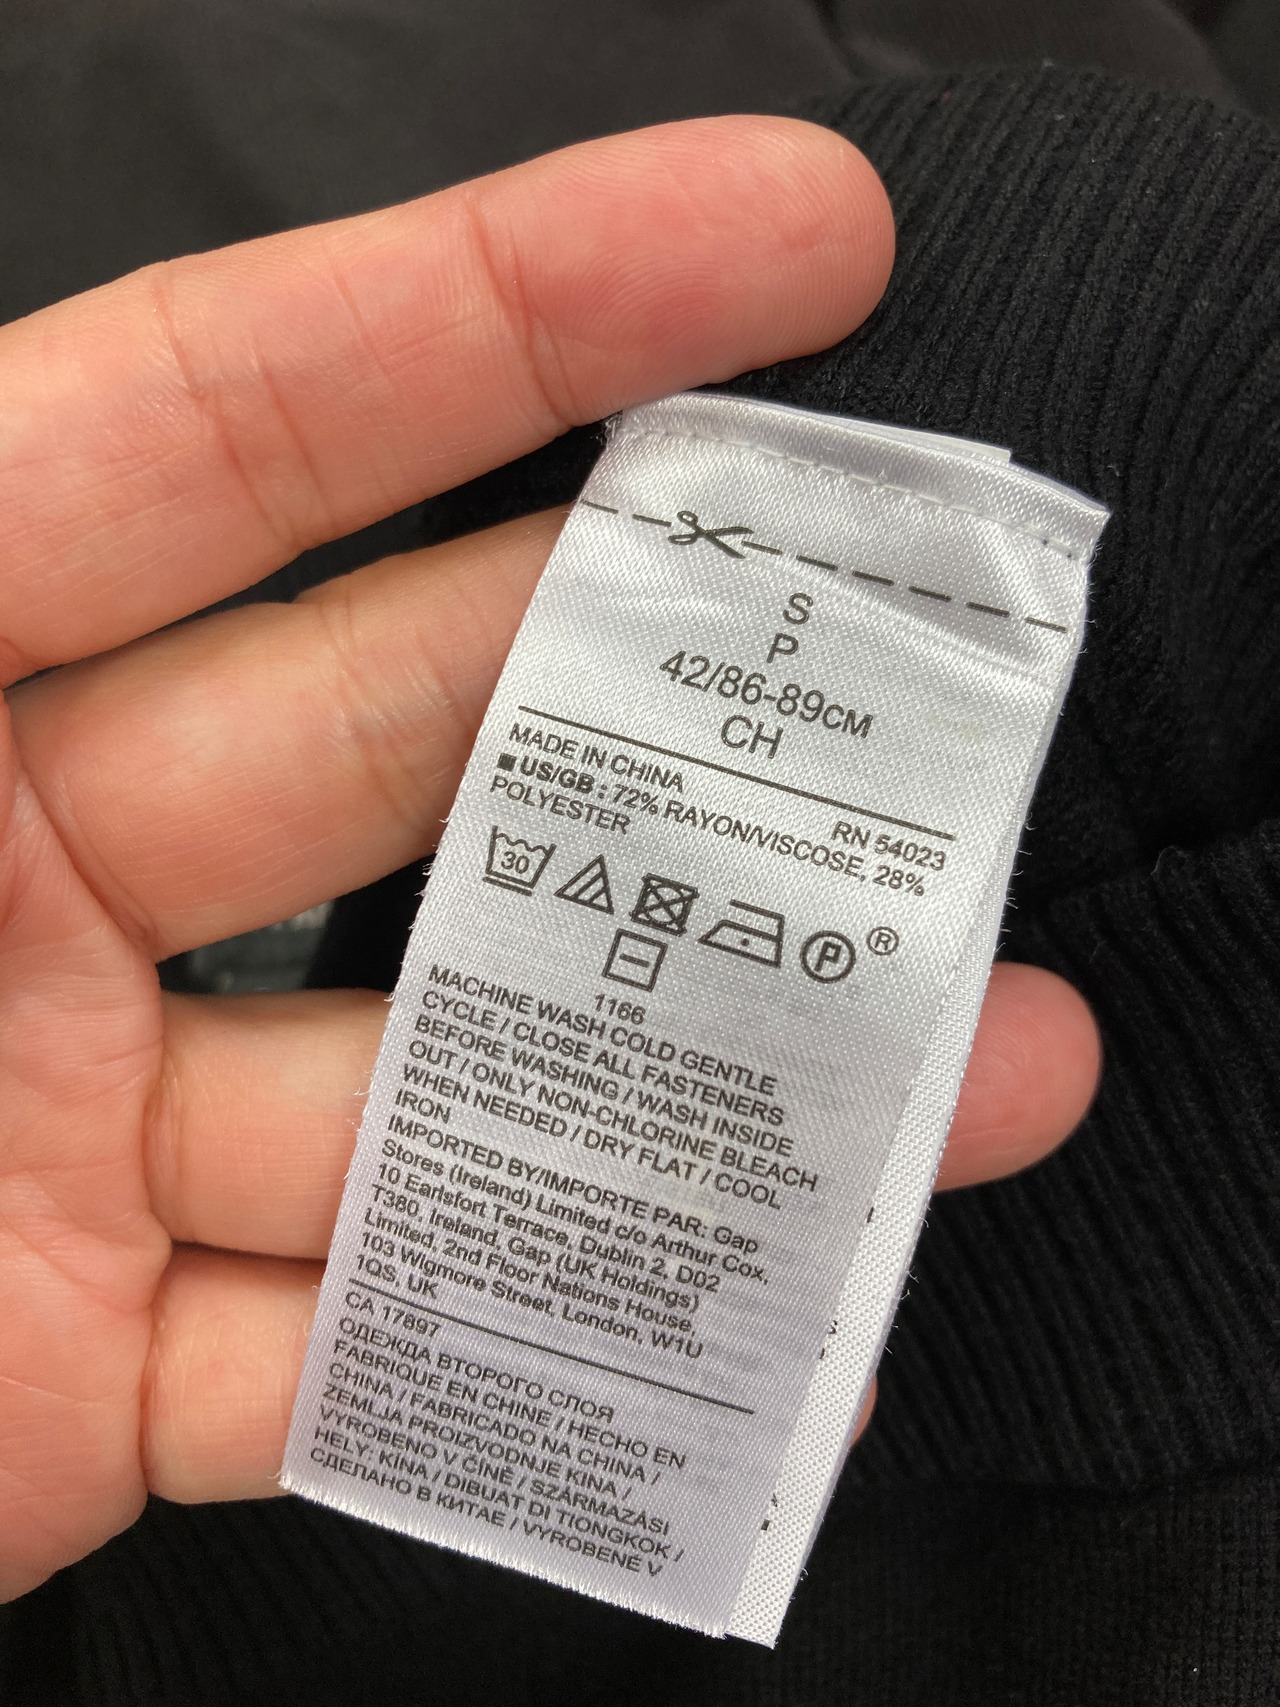 S
P
42/86-89СМ
CH
MADE IN CHINA
RN 54023
■ US/GB : 72% RAYON/VISCOSE, 28%
POLYESTER
30
P
®
1166
MACHINE WASH COLD GENTLE
CYCLE / CLOSE ALL FASTENERS
BEFORE WASHING / WASH INSIDE
OUT / ONLY NON-CHLORINE BLEACH
WHEN NEEDED / DRY FLAT / COOL
IRON
IMPORTED BY/IMPORTE PAR: Gap
Stores (Ireland) Limited c/o Arthur Cox,
10 Earlsfort Terrace, Dublin 2, D02
T380, Ireland, Gap (UK Holdings)
Limited, 2nd Floor Nations House,
103 Wigmore Street, London, W1U
1QS, UK
CA 17897
ОДЕЖДА ВТОРОГО СЛОЯ
FABRIQUÉ EN CHINE / HECHO EN
CHINA / FABRICADO NA CHINA /
ZEMLJA PROIZVODNJE KINA /
VYROBENO V ČÍNĚ / SZÁRMAZÁSI
HELY: KÍNA / DIBUAT DI TIONGKOK /
СДЕЛАНО В КИТАЕ / VYROBENÉ V